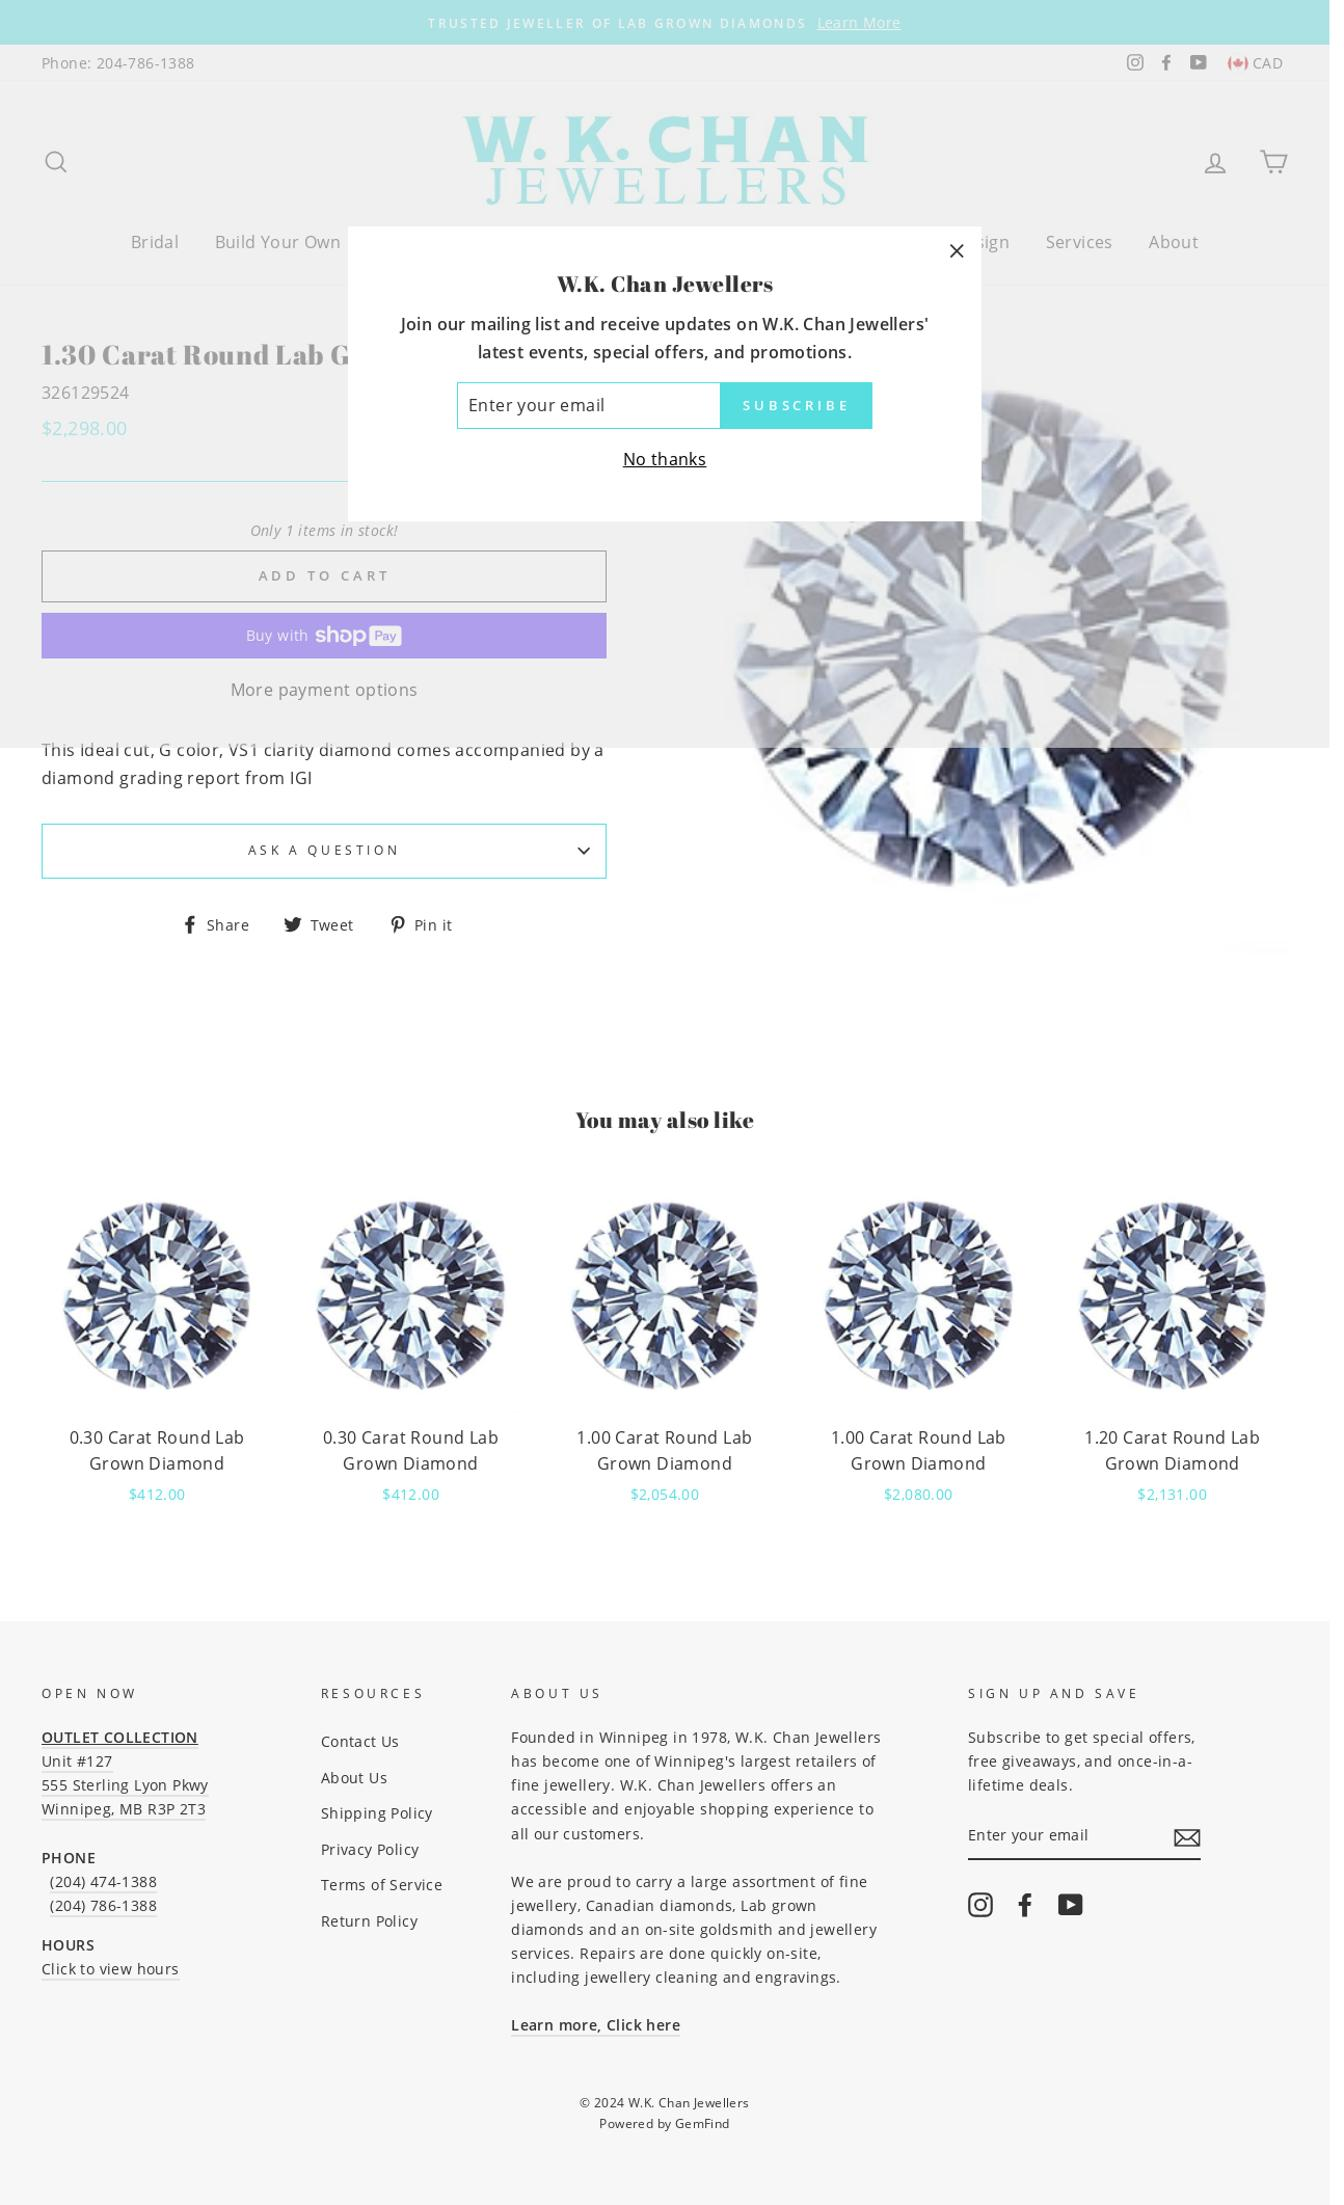 TRUSTED JEWELLER OF LAB GROWN DIAMONDS Learn More
Phone: 204-786-1388
CAD
W. K. CHAN
JEWELLERS
Bridal Build Your Own Services About
W.K. Chan Jewellers
Join our mailing list and receive updates on W.K. Chan Jewellers'
latest events, special offers, and promotions.
Enter your email SUBSCRIBE
No thanks
1.30 Carat Round Lab
326129524
$2,298.00
Only 1 items in stock!
ADD TO CART
Buy with shop Pay
More payment options
This Ideal cut, G color, VS1 clarity diamond comes accompanied by a
diamond grading report from IGI
ASK A QUESTION
Share Tweet Pin it
You may also like
0.30 Carat Round Lab
Grown Diamond
$412.00
0.30 Carat Round Lab
Grown Diamond
$412.00
1.00 Carat Round Lab
Grown Diamond
$2,054.00
1.00 Carat Round Lab
Grown Diamond
$2,080.00
1.20 Carat Round Lab
Grown Diamond
$2,131.00
OPEN NOW
OUTLET COLLECTION
Unit #127
555 Sterling Lyon Pkwy
Winnipeg, MB R3P 2T3
PHONE
(204) 474-1388
(204) 786-1388
HOURS
Click to view hours
RESOURCES
Contact Us
About Us
Shipping Policy
Privacy Policy
Terms of Service
Return Policy
ABOUT US
Founded in Winnipeg in 1978, W.K. Chan Jewellers
has become one of Winnipeg's largest retailers of
fine jewellery. W.K. Chan Jewellers offers an
accessible and enjoyable shopping experience to
all our customers.
We are proud to carry a large assortment of fine
jewellery, Canadian diamonds, Lab grown
diamonds and an on-site goldsmith and jewellery
services. Repairs are done quickly on-site,
including jewellery cleaning and engravings.
Learn more, Click here
SIGN UP AND SAVE
Subscribe to get special offers,
free giveaways, and once-in-a-
lifetime deals.
Enter your email
© 2024 W.K. Chan Jewellers
Powered by GemFind